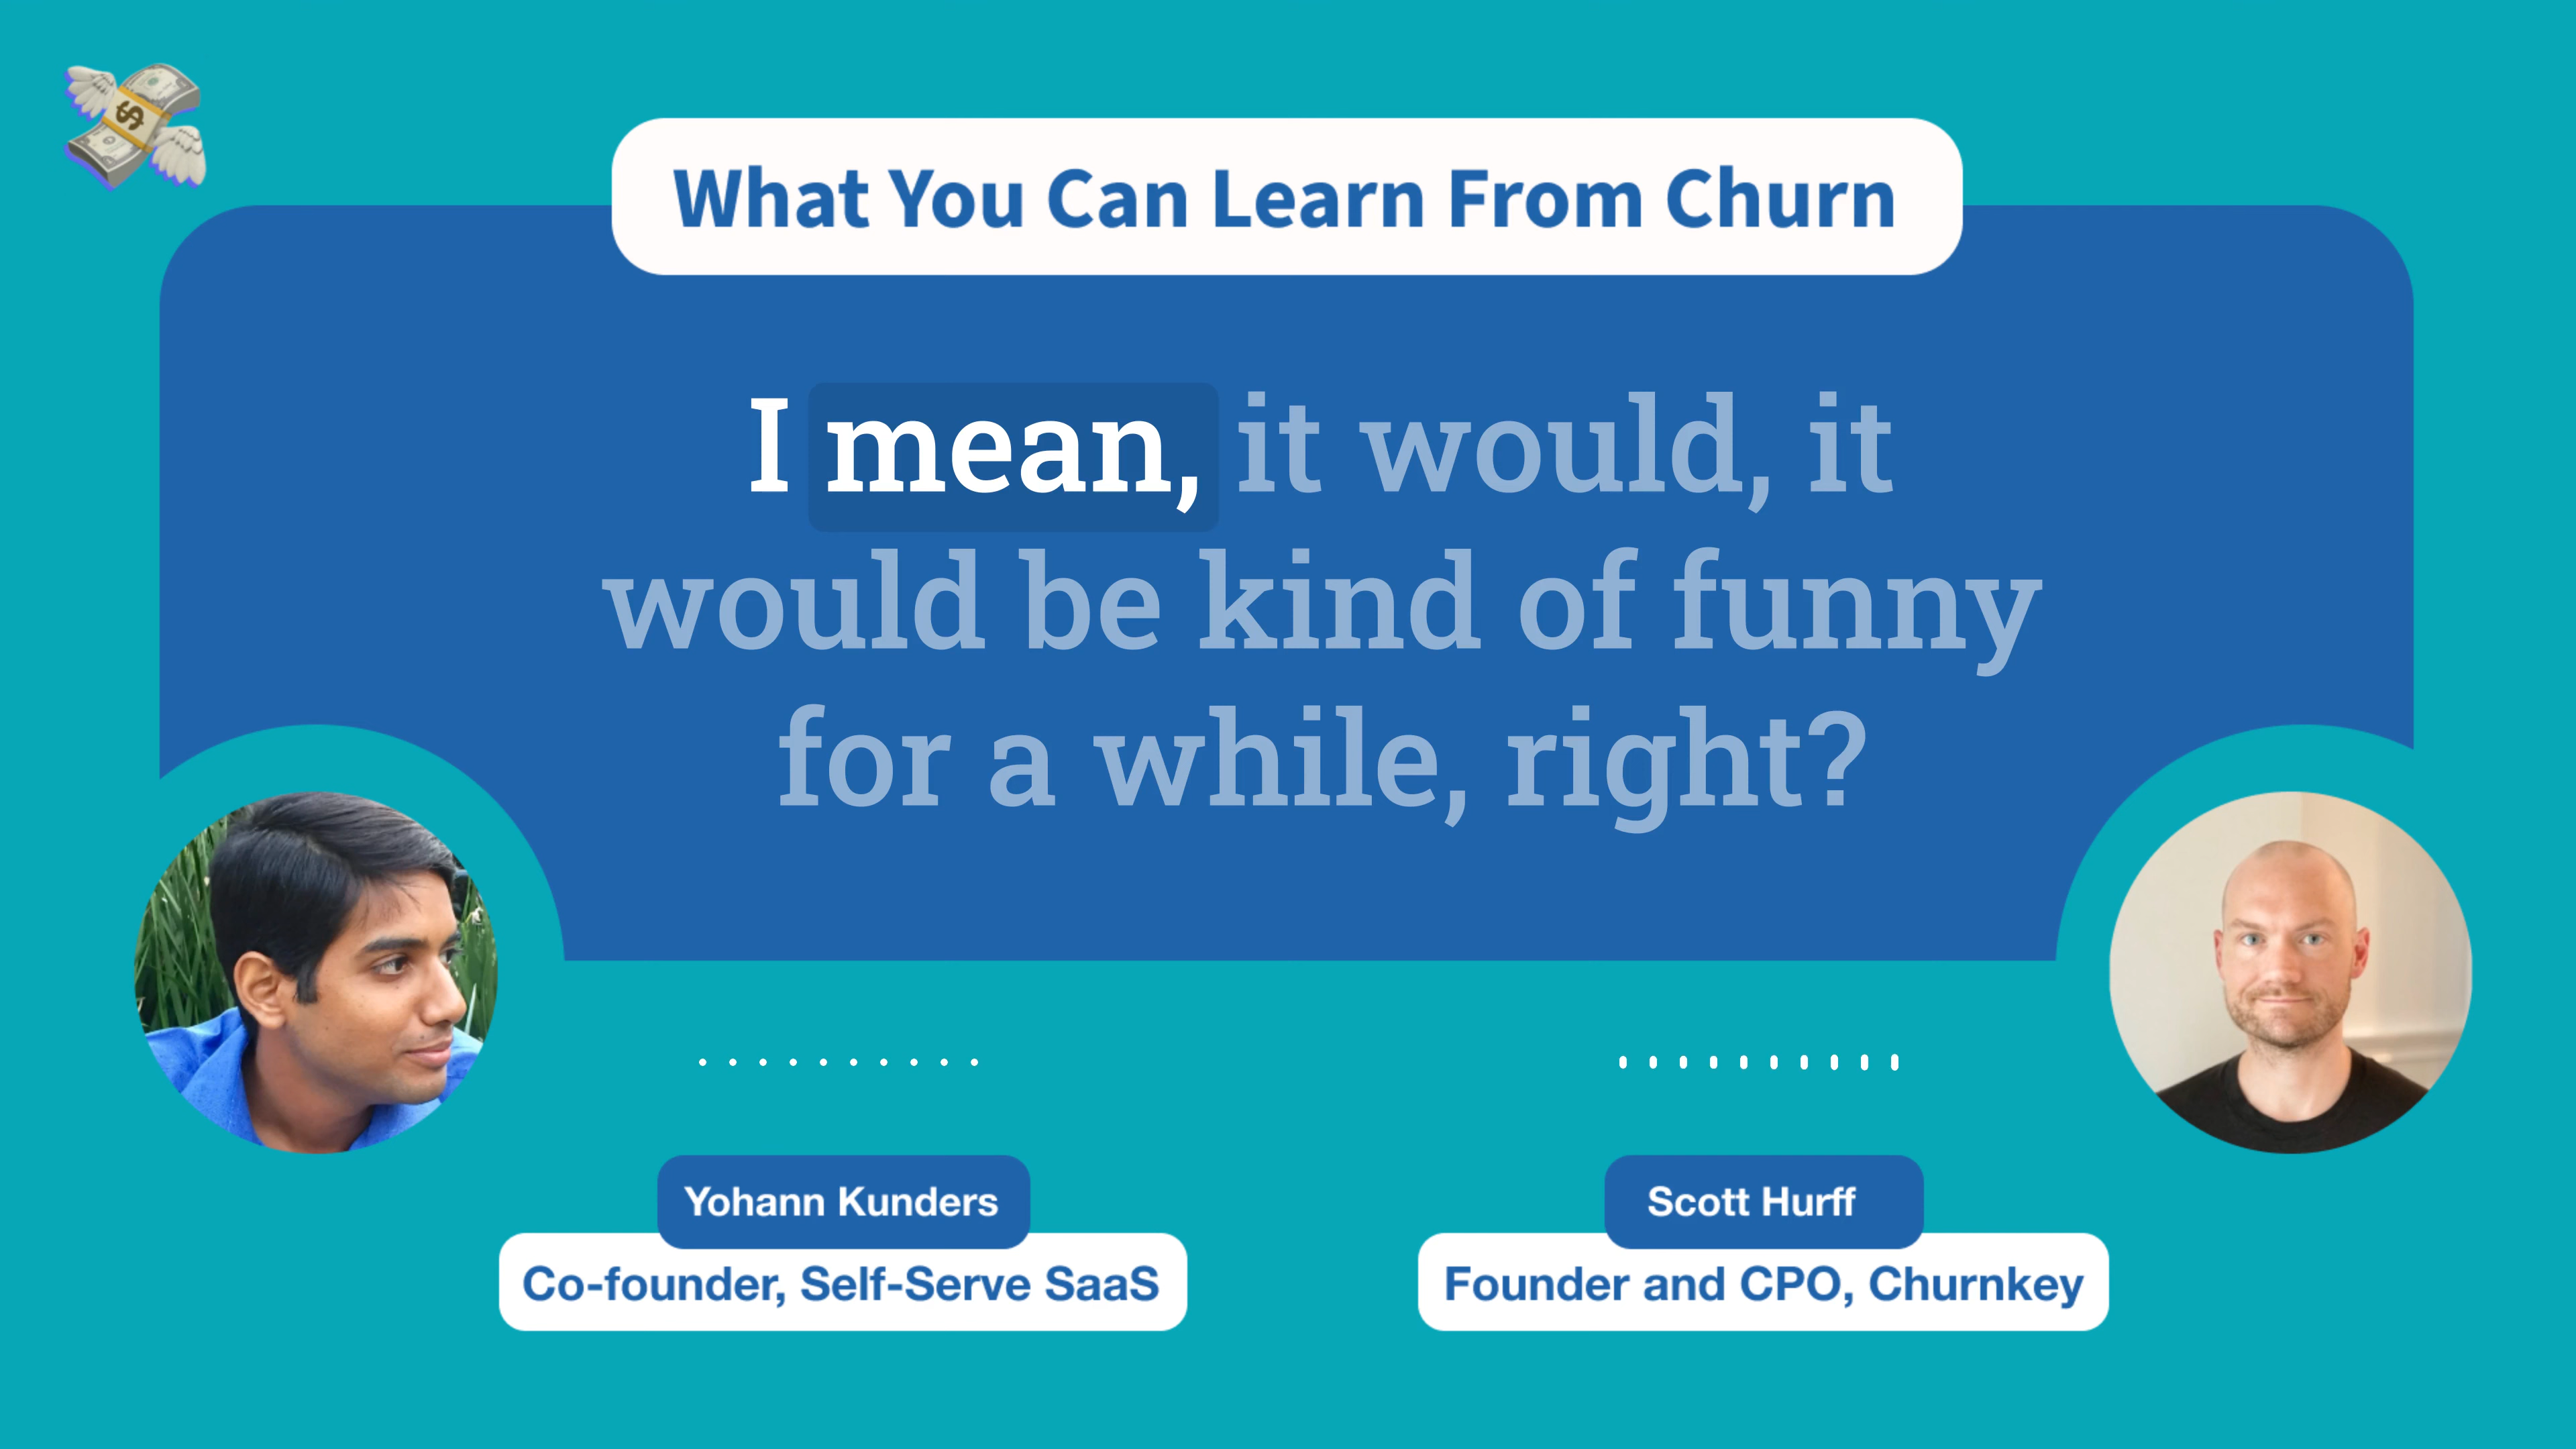 What You Can Learn From Churn
I mean, it would, it
would be kind of funny
for a while, right?
Yohann Kunders
Co-founder, Self-Serve SaaS
Scott Hurff
Founder and CPO, Churnkey